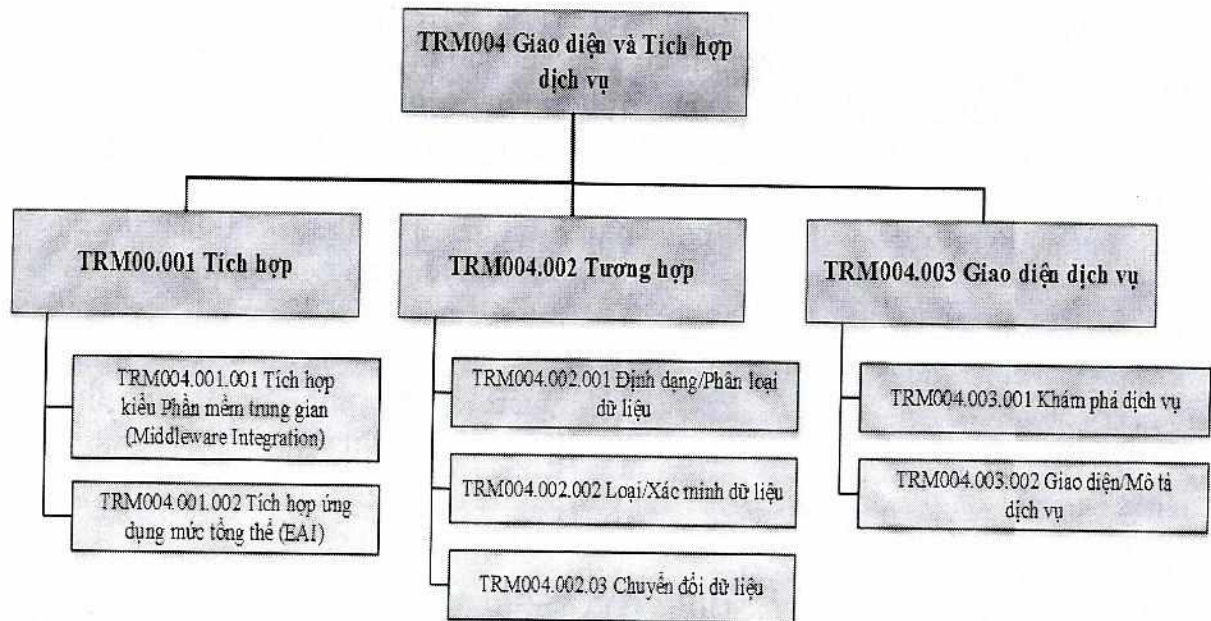 TRM004 Giao diện và Tích hợp
dịch vụ
TRM00.001 Tích hợp
TRM004.001.001 Tích hợp
kiểu Phần mềm trung gian
(Middleware Integration)
TRM004.001.002 Tích hợp ứng
dụng mức tổng thể (EAI)
TRM004.002 Tương hợp
TRM004.002.001 Định dạng/Phân loại
dữ liệu
TRM004.002.002 Loại/Xác minh dữ liệu
TRM004.002.03 Chuyển đổi dữ liệu
TRM004.003 Giao diện dịch vụ
TRM004.003.001 Khám phá dịch vụ
TRM004.003.002 Giao diện/Mô tả
dịch vụ